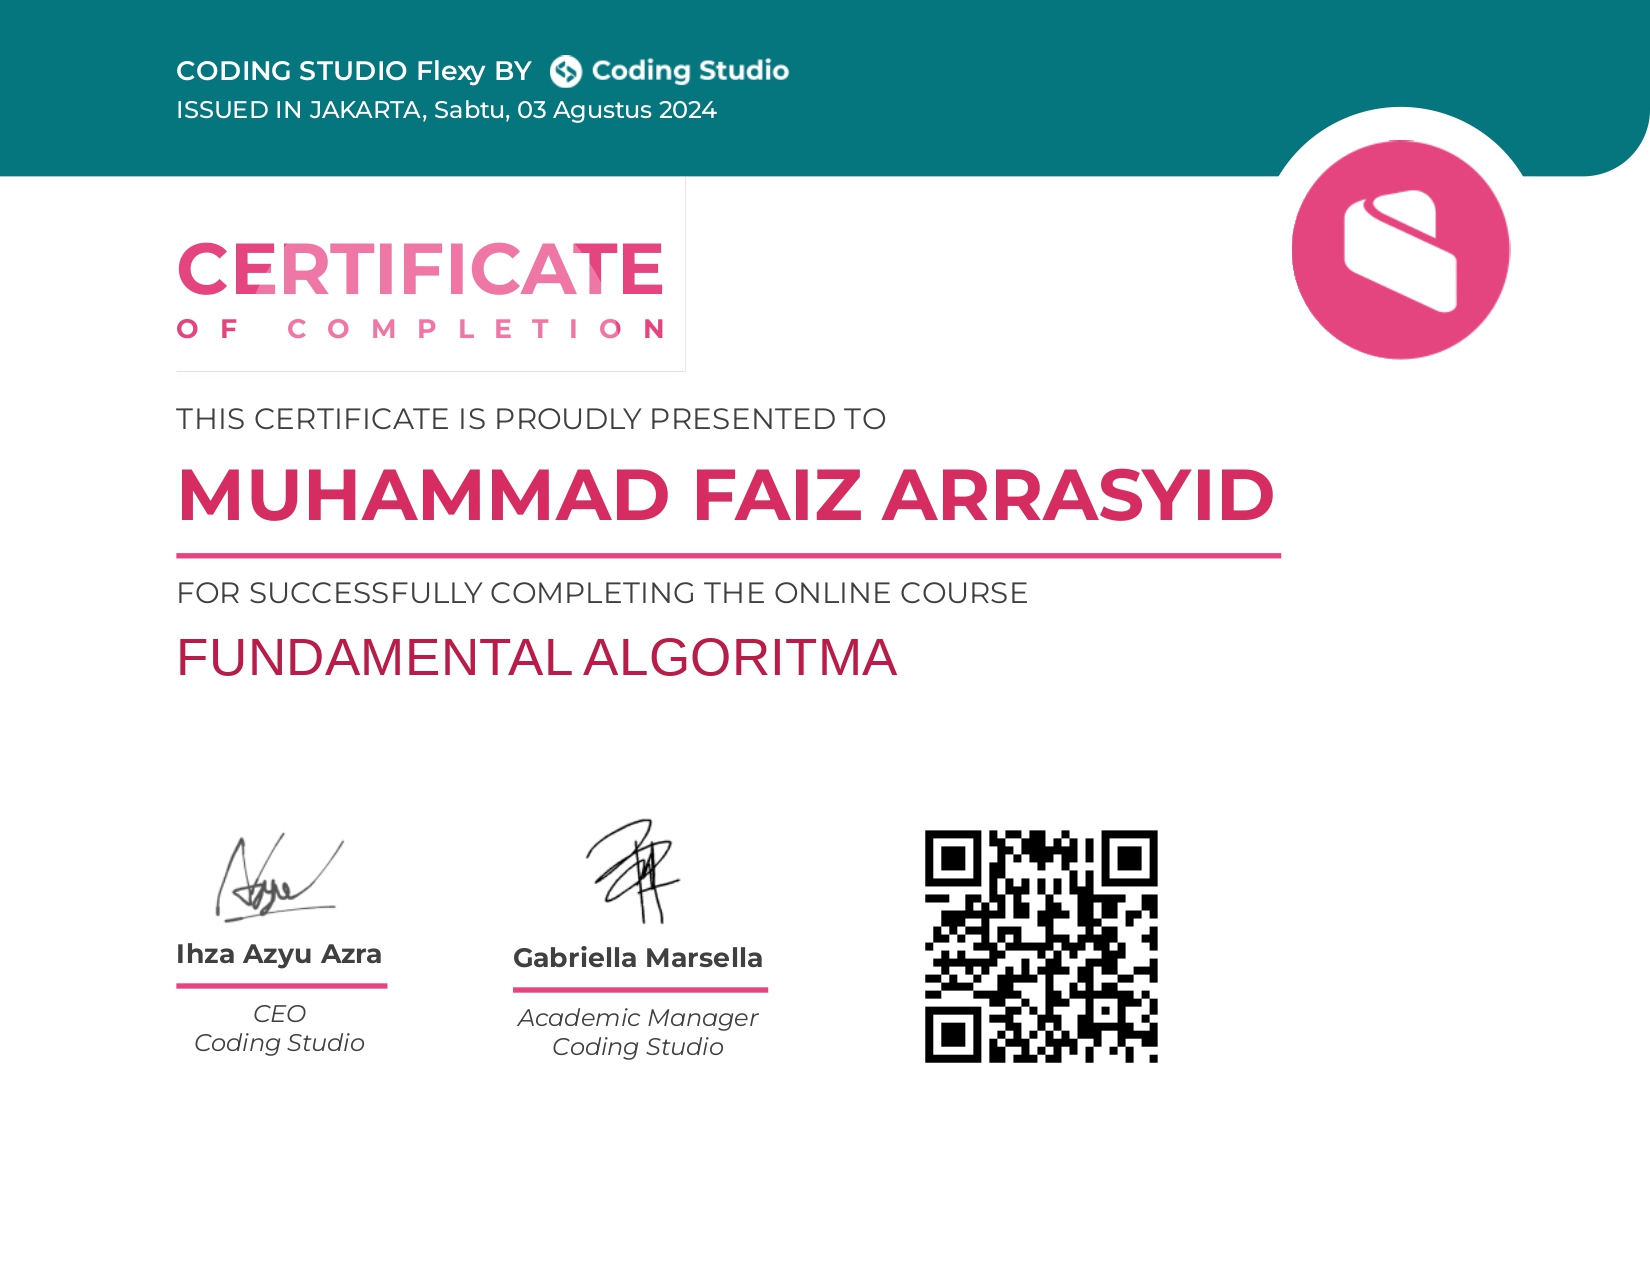 CODING STUDIO Flexy BY Coding Studio
ISSUED IN JAKARTA, Sabtu, 03 Agustus 2024
CERTIFICATE
OF COMPLETION
THIS CERTIFICATE IS PROUDLY PRESENTED TO
MUHAMMAD FAIZ ARRASYID
FOR SUCCESSFULLY COMPLETING THE ONLINE COURSE
FUNDAMENTAL ALGORITMA
Ihza Azyu Azra
CEO
Coding Studio
Gabriella Marsella
Academic Manager
Coding Studio